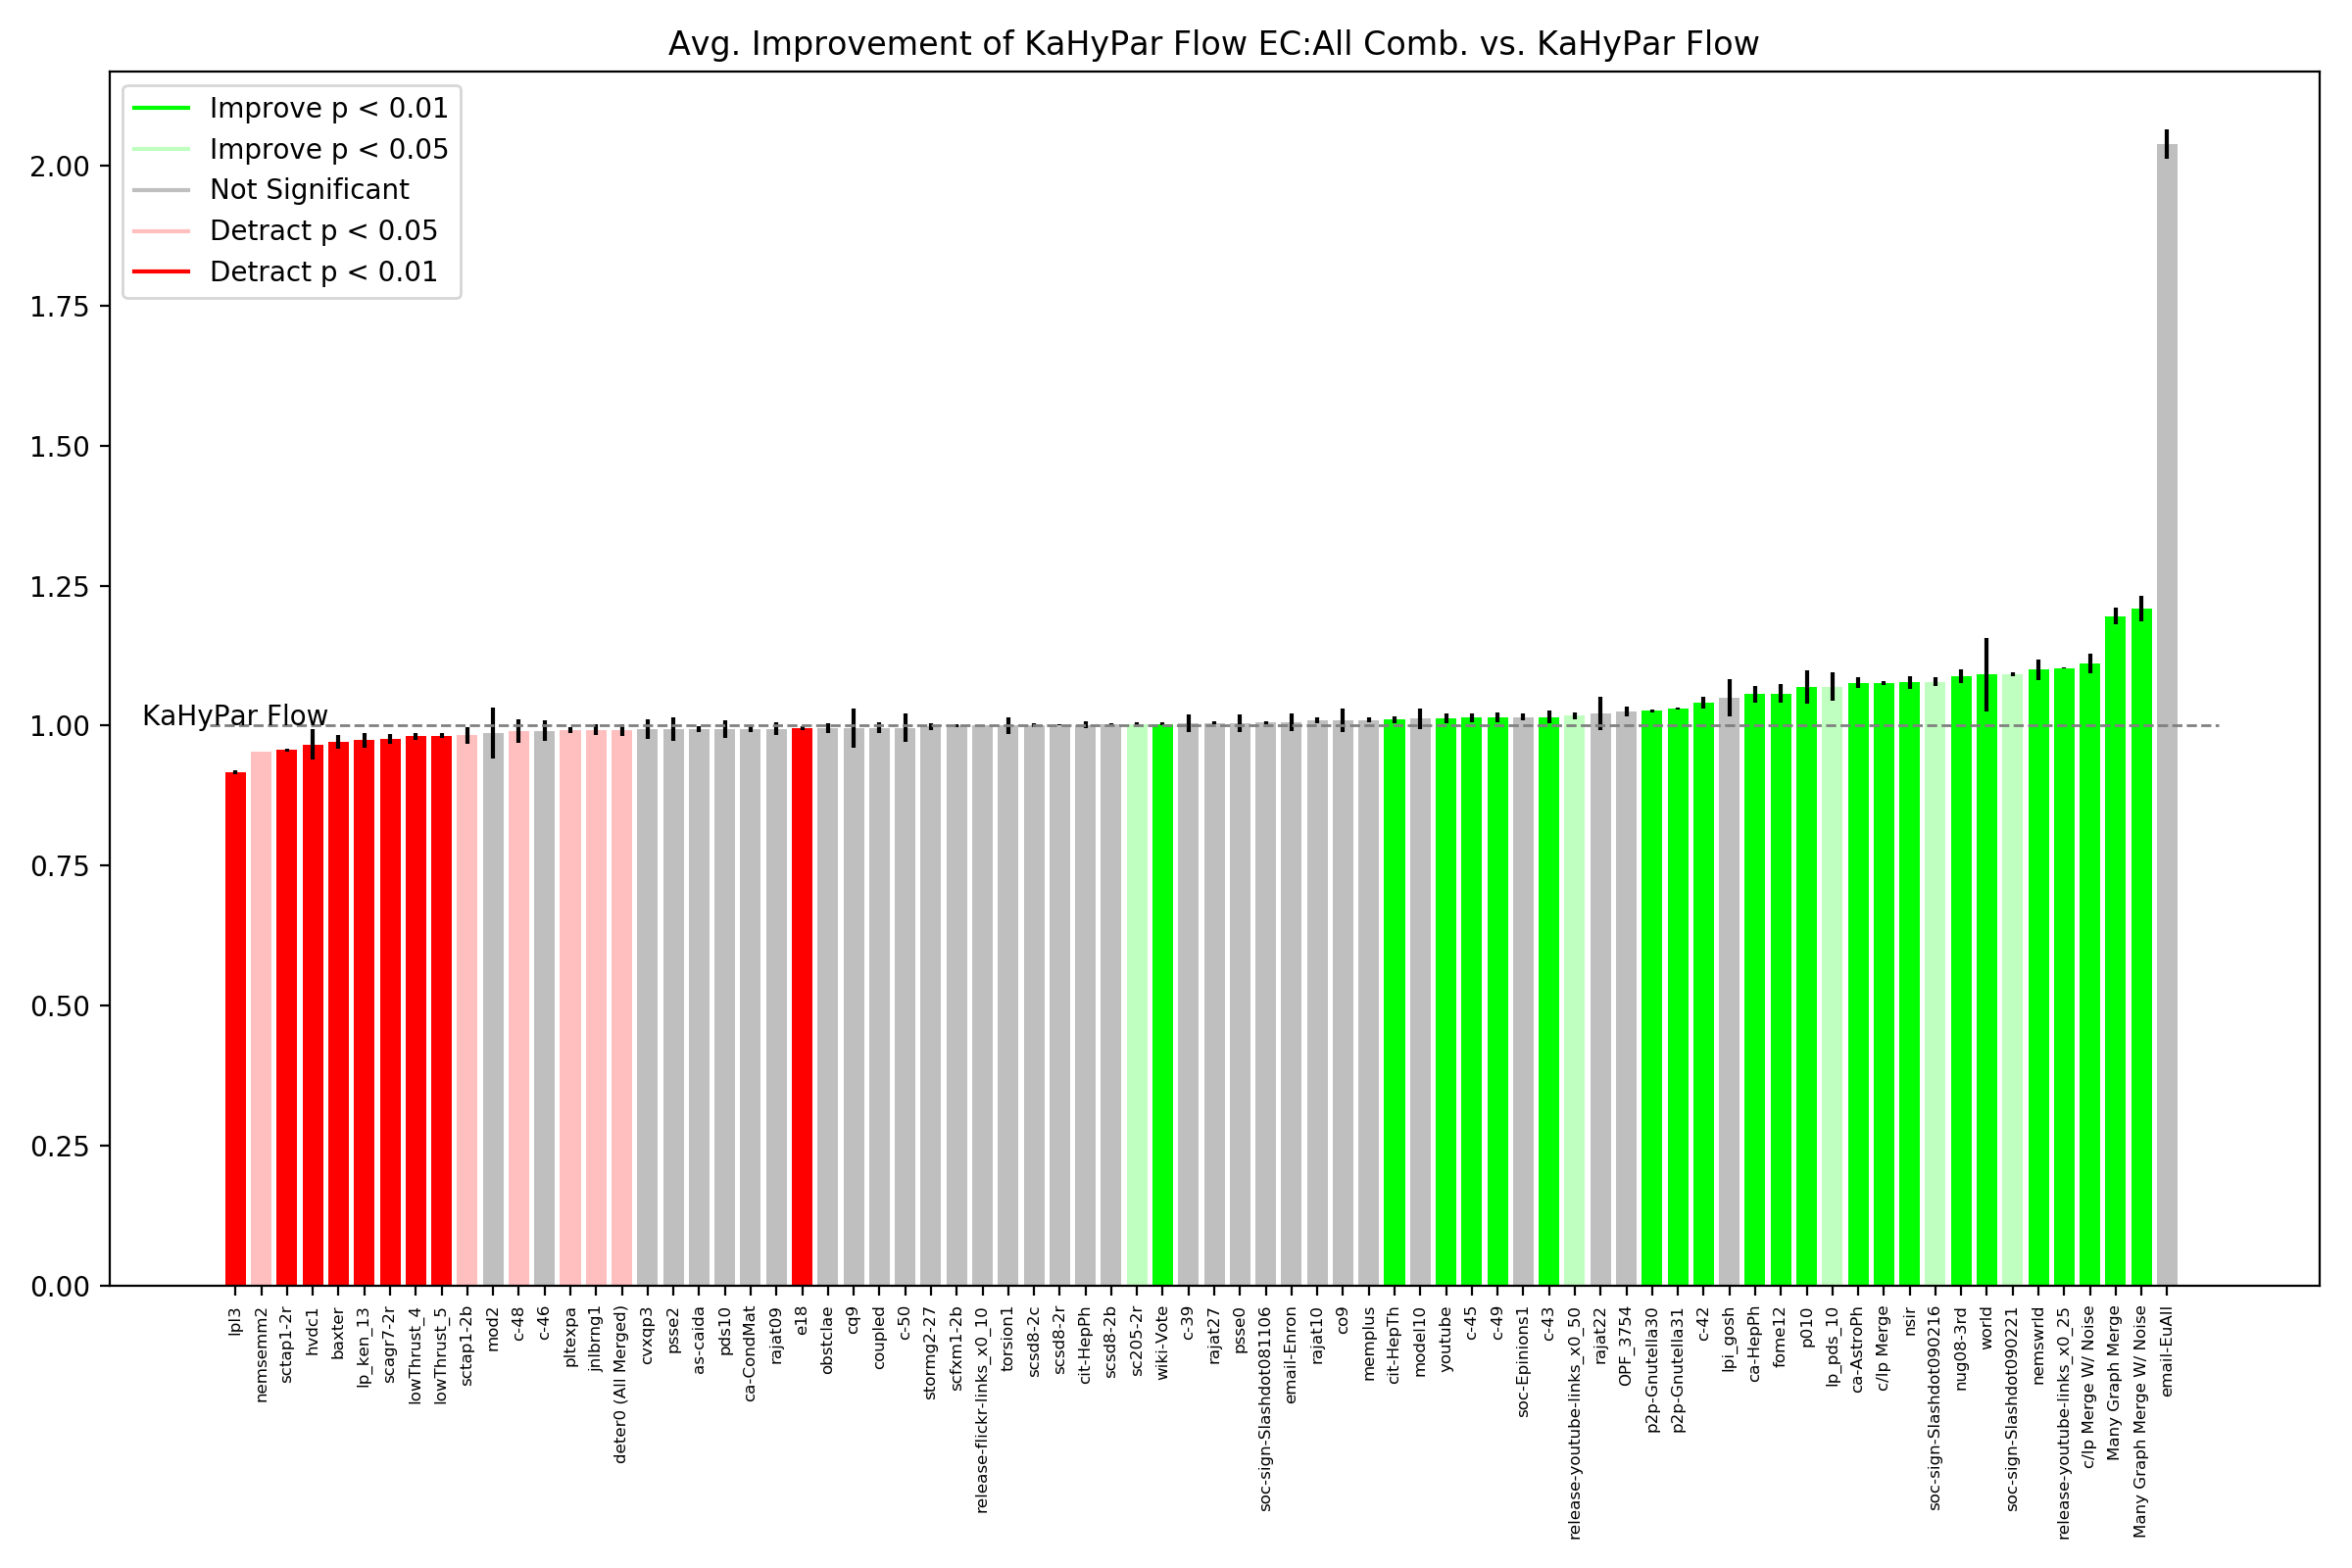 Avg. Improvement of KaHyPar Flow EC:All Comb. vs. KaHyPar Flow
Improve p < 0.01
Improve p < 0.05
Not Significant
Detract p < 0.05
Detract p < 0.01
2.00
1.75
1.50
1.25
1.00
0.75
0.50
0.25
0.00
KaHyPar Flow
lpl3
nemsemm2
sctap1-2r
hvdc1
baxter
lp_ken_13
scagr7-2r
lowThrust_4
lowThrust_5
sctap1-2b
mod2
c-48
c-46
pltexpa
jnlbrng1
deter0 (All Merged)
cvxqp3
psse2
as-caida
pds10
ca-CondMat
rajat09
e18
obstclae
cq9
coupled
c-50
stormg2-27
scfxm1-2b
release-flickr-links_x0_10
torsion1
scsd8-2c
scsd8-2r
cit-HepPh
scsd8-2b
sc205-2r
wiki-Vote
c-39
rajat27
psse0
soc-sign-Slashdot081106
email-Enron
rajat10
co9
memplus
cit-HepTh
model10
youtube
c-45
c-49
soc-Epinions1
c-43
release-youtube-links_x0_50
rajat22
OPF_3754
p2p-Gnutella30
p2p-Gnutella31
c-42
lpi_gosh
ca-HepPh
fome12
p010
lp_pds_10
ca-AstroPh
c/lp Merge
nsir
soc-sign-Slashdot090216
nug08-3rd
world
soc-sign-Slashdot090221
nemswrld
release-youtube-links_x0_25
c/lp Merge W/ Noise
Many Graph Merge
Many Graph Merge W/ Noise
email-EuAll